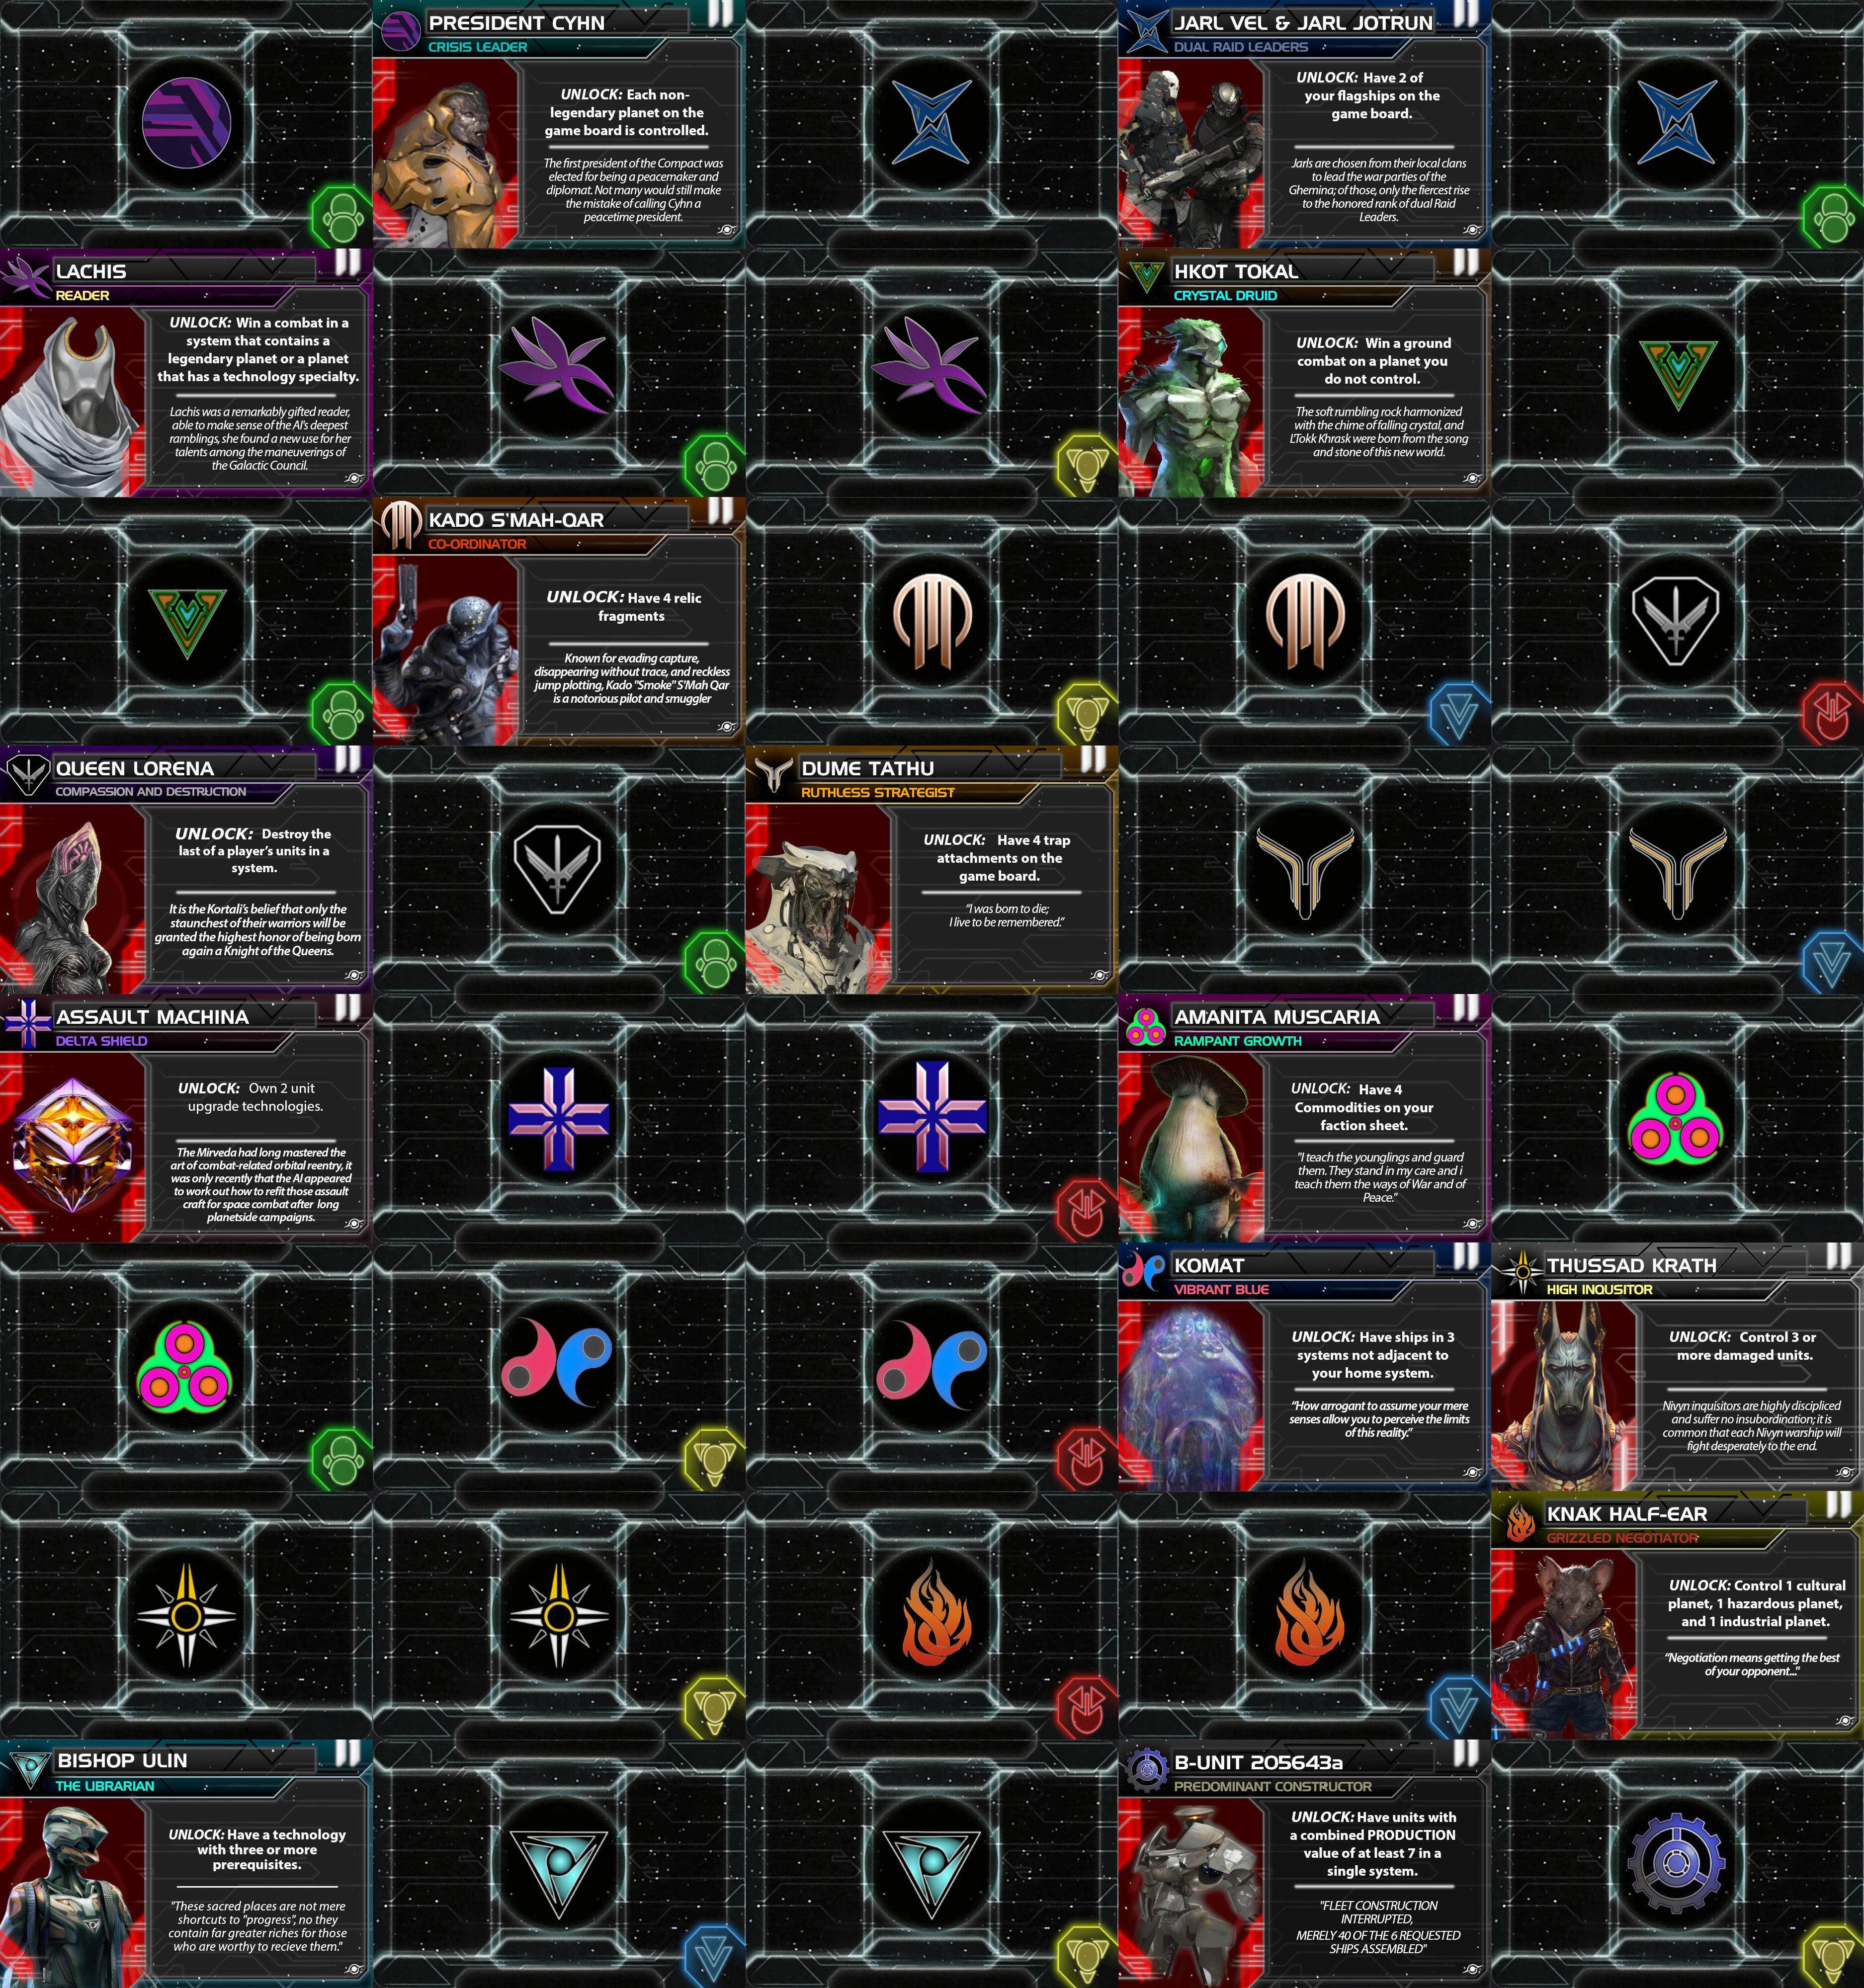 PRESIDENT CYHN
CRISIS LEADER
UNLOCK: Each non-
legendary planet on the
game board is controlled.
The first president of the Compact was
elected for being a peacemaker and
diplomat. Not many would still make
the mistake of calling Cyhn a
peacetime president.
JARL VEL & JARL JOTRUN
DUAL RAID LEADERS
UNLOCK: Have 2 of
your flagships on the
game board.
Jarls are chosen from their local clans
to lead the war parties of the
Ghemina; of those, only the fiercest rise
to the honored rank of dual Raid
Leaders.
LACHIS
READER
UNLOCK: Win a combat in a
system that contains a
legendary planet or a planet
that has a technology specialty.
Lachis was a remarkably gifted reader,
able to make sense of the AI's deepest
ramblings, she found a new use for her
talents among the maneuverings of
the Galactic Council.
HKOT TOKAL
CRYSTAL DRUID
UNLOCK: Win a ground
combat on a planet you
do not control.
The soft rumbling rock harmonized
with the chime of falling crystal, and
L'Tokk Khrask were born from the song
and stone of this new world.
KADO S'MAH-QAR
CO-ORDINATOR
UNLOCK: Have 4 relic
fragments
Known for evading capture,
disappearing without trace, and reckless
jump plotting, Kado "Smoke" S'Mah Qar
is a notorious pilot and smuggler
QUEEN LORENA
COMPASSION AND DESTRUCTION
UNLOCK: Destroy the
last of a player's units in a
system.
It is the Kortali's belief that only the
staunchest of their warriors will be
granted the highest honor of being born
again a Knight of the Queens.
DUME TATHU
RUTHLESS STRATEGIST
UNLOCK: Have 4 trap
attachments on the
game board.
"I was born to die;
I live to be remembered."
ASSAULT MACHINA
DELTA SHIELD
UNLOCK: Own 2 unit
upgrade technologies.
The Mirveda had long mastered the
art of combat-related orbital reentry, it
was only recently that the AI appeared
to work out how to refit those assault
craft for space combat after long
planetside campaigns.
AMANITA MUSCARIA
RAMPANT GROWTH
UNLOCK: Have 4
Commodities on your
faction sheet.
"I teach the younglings and guard
them. They stand in my care and i
teach them the ways of War and of
Peace."
KOMAT
VIBRANT BLUE
UNLOCK: Have ships in 3
systems not adjacent to
your home system.
"How arrogant to assume your mere
senses allow you to perceive the limits
of this reality."
THUSSAD KRATH
HIGH INQUSITOR
UNLOCK: Control 3 or
more damaged units.
Nivyn inquisitors are highly discipled
and suffer no insubordination; it is
common that each Nivyn warship will
fight desperately to the end.
KNAK HALF-EAR
GRIZZLED NEGOTIATOR
UNLOCK: Control 1 cultural
planet, 1 hazardous planet,
and 1 industrial planet.
"Negotiation means getting the best
of your opponent..."
BISHOP ULIN
THE LIBRARIAN
UNLOCK: Have a technology
with three or more
prerequisites.
"These sacred places are not mere
shortcuts to "progress", no they
contain far greater riches for those
who are worthy to recieve them."
B-UNIT 205643a
PREDOMINANT CONSTRUCTOR
UNLOCK: Have units with
a combined PRODUCTION
value of at least 7 in a
single system.
"FLEET CONSTRUCTION
INTERRUPTED,
MERELY 40 OF THE 6 REQUESTED
SHIPS ASSEMBLED"